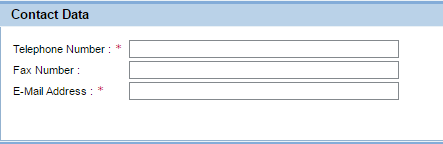 Contact Data
Telephone Number : *
Fax Number :
E-Mail Address : *